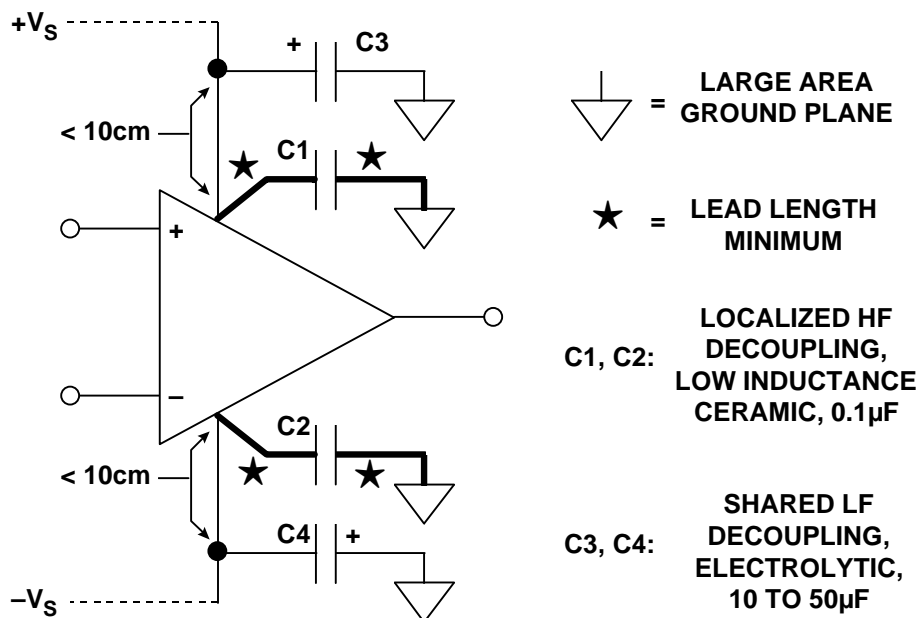 +VS
+ C3
< 10cm
C1
+
–
C2
< 10cm
C4 +
–VS
= LARGE AREA
GROUND PLANE
= LEAD LENGTH
MINIMUM
C1, C2: LOCALIZED HF
DECOUPLING,
LOW INDUCTANCE
CERAMIC, 0.1µF
C3, C4: SHARED LF
DECOUPLING,
ELECTROLYTIC,
10 TO 50µF